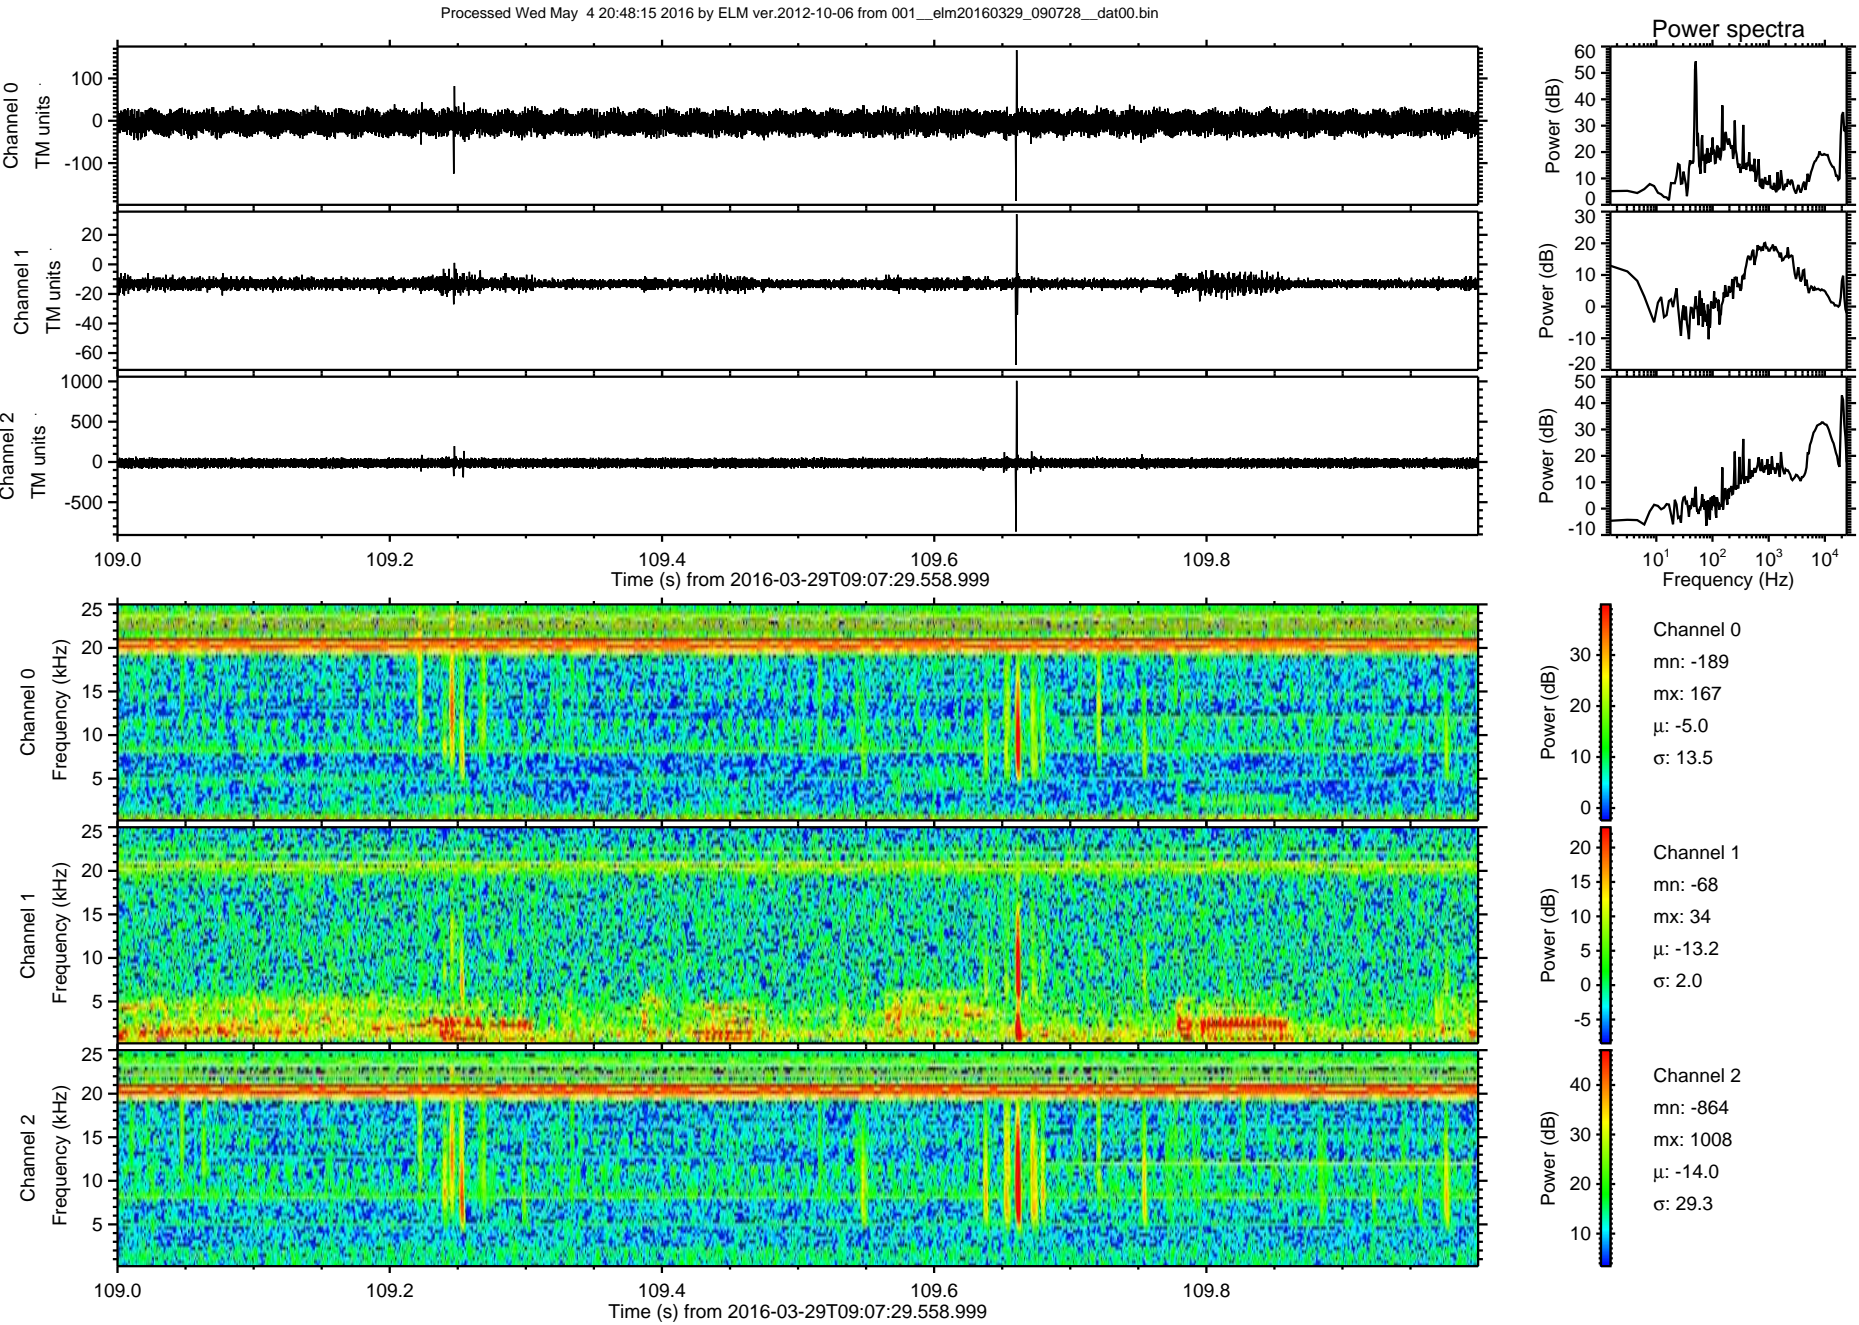 Processed Wed May  4 20:48:15 2016 by ELM ver.2012-10-06 from 001__elm20160329_090728__dat00.bin
Power spectra
Channel 0
TM units
100
0
-100
Power (dB)
60
50
40
30
20
10
0
Channel 1
TM units
20
0
-20
-40
-60
Power (dB)
30
20
10
0
-10
-20
Channel 2
TM units
1000
500
0
-500
Power (dB)
50
40
30
20
10
0
-10
109.0 109.2 109.4 109.6 109.8
Time (s) from 2016-03-29T09:07:29.558.999
10^1 10^2 10^3 10^4
Frequency (Hz)
Channel 0
Frequency (kHz)
25
20
15
10
5
Power (dB)
30
20
10
0
Channel 0
mn: -189
mx: 167
μ: -5.0
σ: 13.5
Channel 1
Frequency (kHz)
25
20
15
10
5
Power (dB)
20
15
10
5
0
-5
Channel 1
mn: -68
mx: 34
μ: -13.2
σ: 2.0
Channel 2
Frequency (kHz)
25
20
15
10
5
Power (dB)
40
30
20
10
Channel 2
mn: -864
mx: 1008
μ: -14.0
σ: 29.3
109.0 109.2 109.4 109.6 109.8
Time (s) from 2016-03-29T09:07:29.558.999